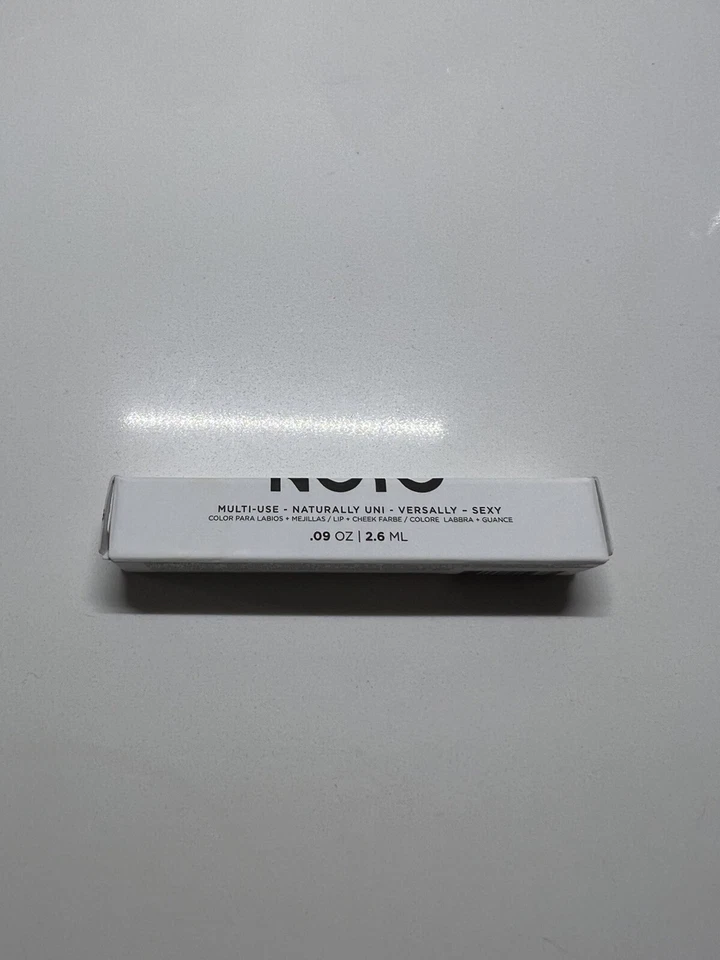 NOTO
MULTI-USE - NATURALLY UNI - VERSALLY - SEXY
COLOR PARA LABIOS + MEJILLAS / LIP + CHEEK FARBE / COLORE LABBRA + GUANCE
.09 OZ | 2.6 ML